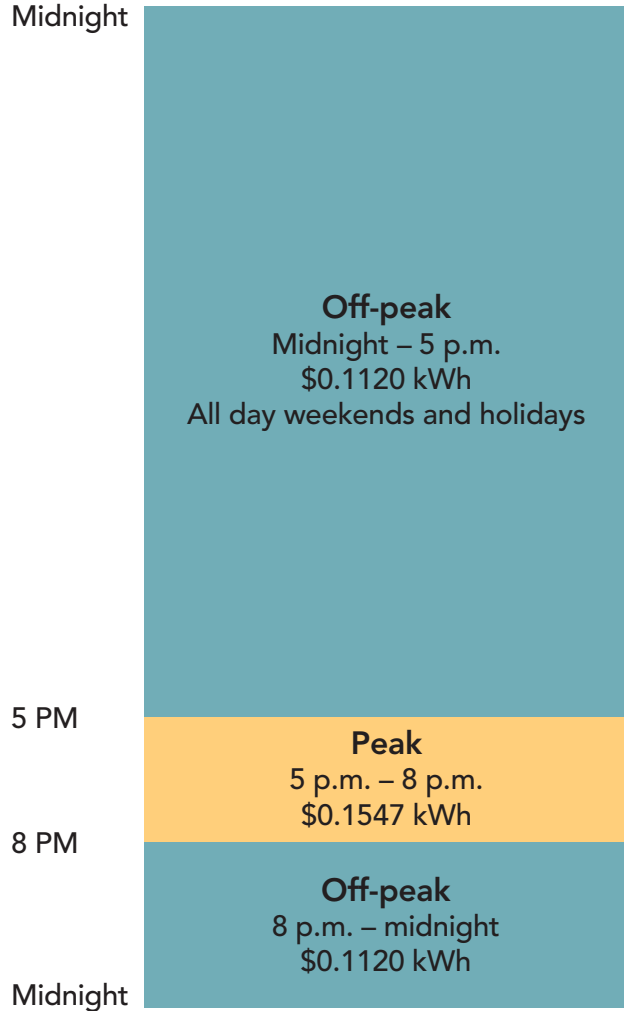 Midnight
Off-peak
Midnight – 5 p.m.
$0.1120 kWh
All day weekends and holidays
5 PM
Peak
5 p.m. – 8 p.m.
$0.1547 kWh
8 PM
Off-peak
8 p.m. – midnight
$0.1120 kWh
Midnight